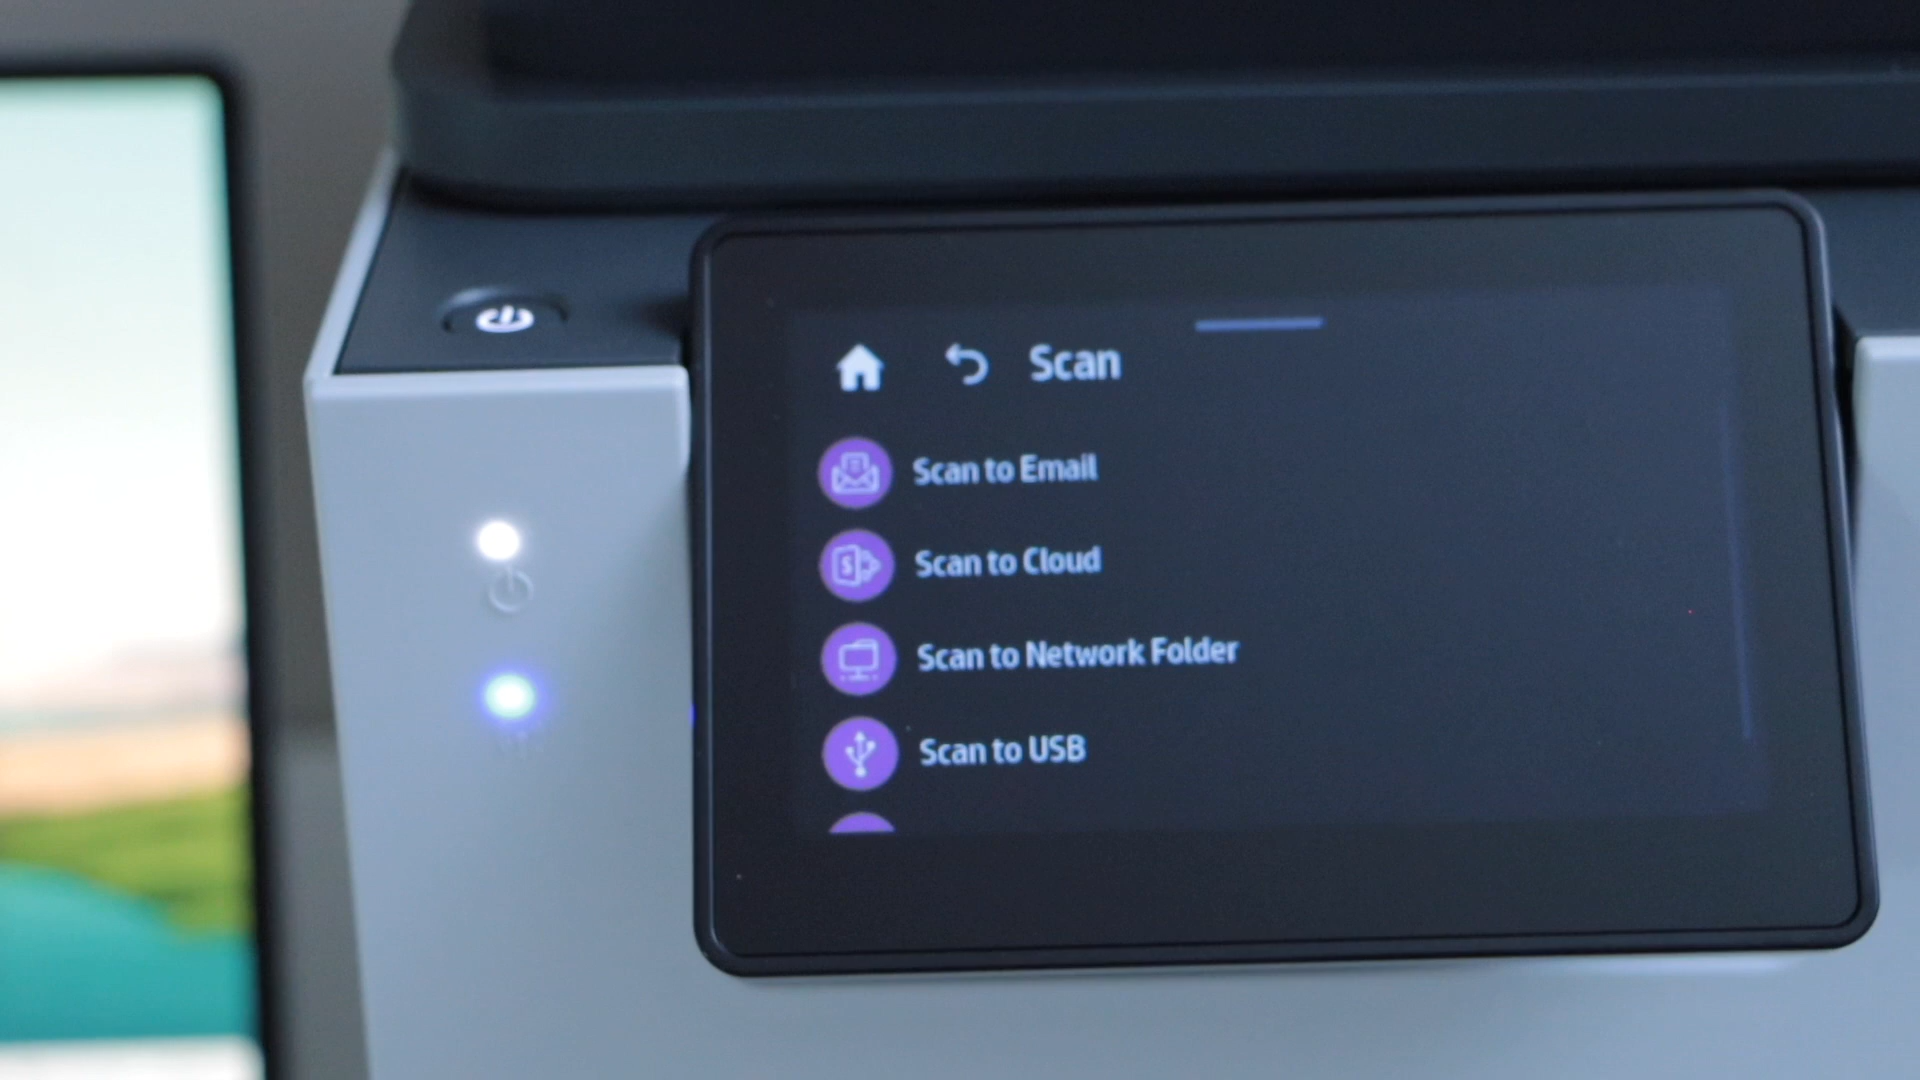 Scan
Scan to Email
Scan to Cloud
Scan to Network Folder
Scan to USB